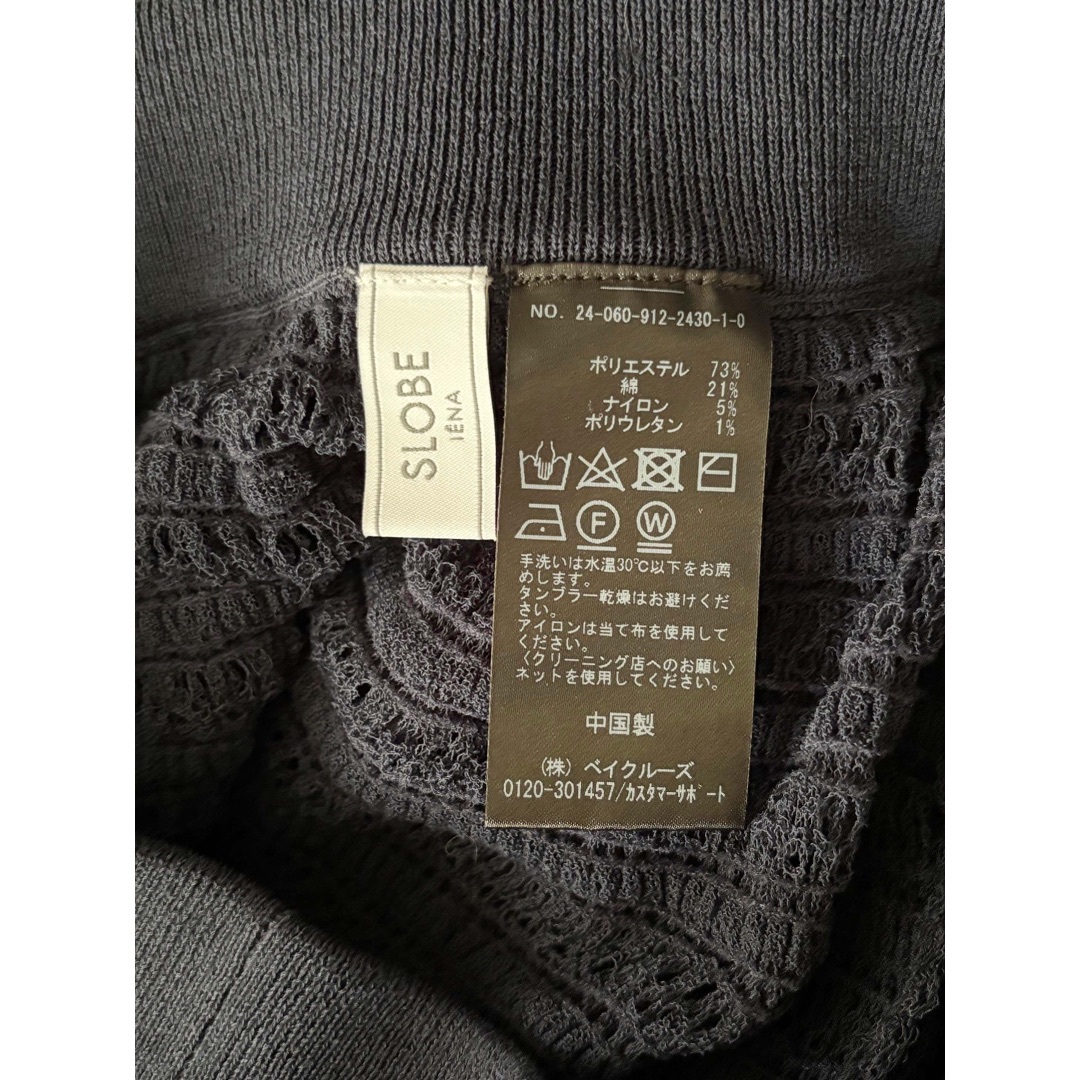 SLOBE
IÉNA
NO. 24-060-912-2430-1-0
ポリエステル 73%
綿 21%
ナイロン 5%
ポリウレタン 1%
F W
手洗いは水温30℃以下をお薦
めします。
タンブラー乾燥はお避けくだ
さい。
アイロンは当て布を使用して
ください。
〈クリーニング店へのお願い〉
ネットを使用してください。
中国製
(株) ベイクルーズ
0120-301457/ｶｽﾀﾏｰｻﾎﾟｰﾄ